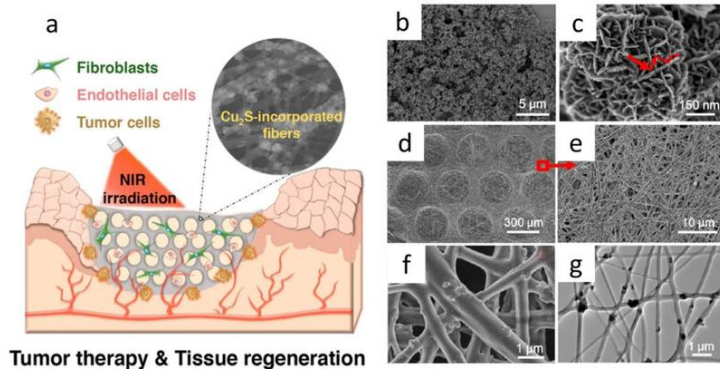 a
Fibroblasts
Endothelial cells
Tumor cells
Cu₂S-incorporated
fibers
NIR
irradiation
Tumor therapy & Tissue regeneration
b
5 μm
c
150 nm
d
300 μm
e
10 μm
f
1 μm
g
1 μm